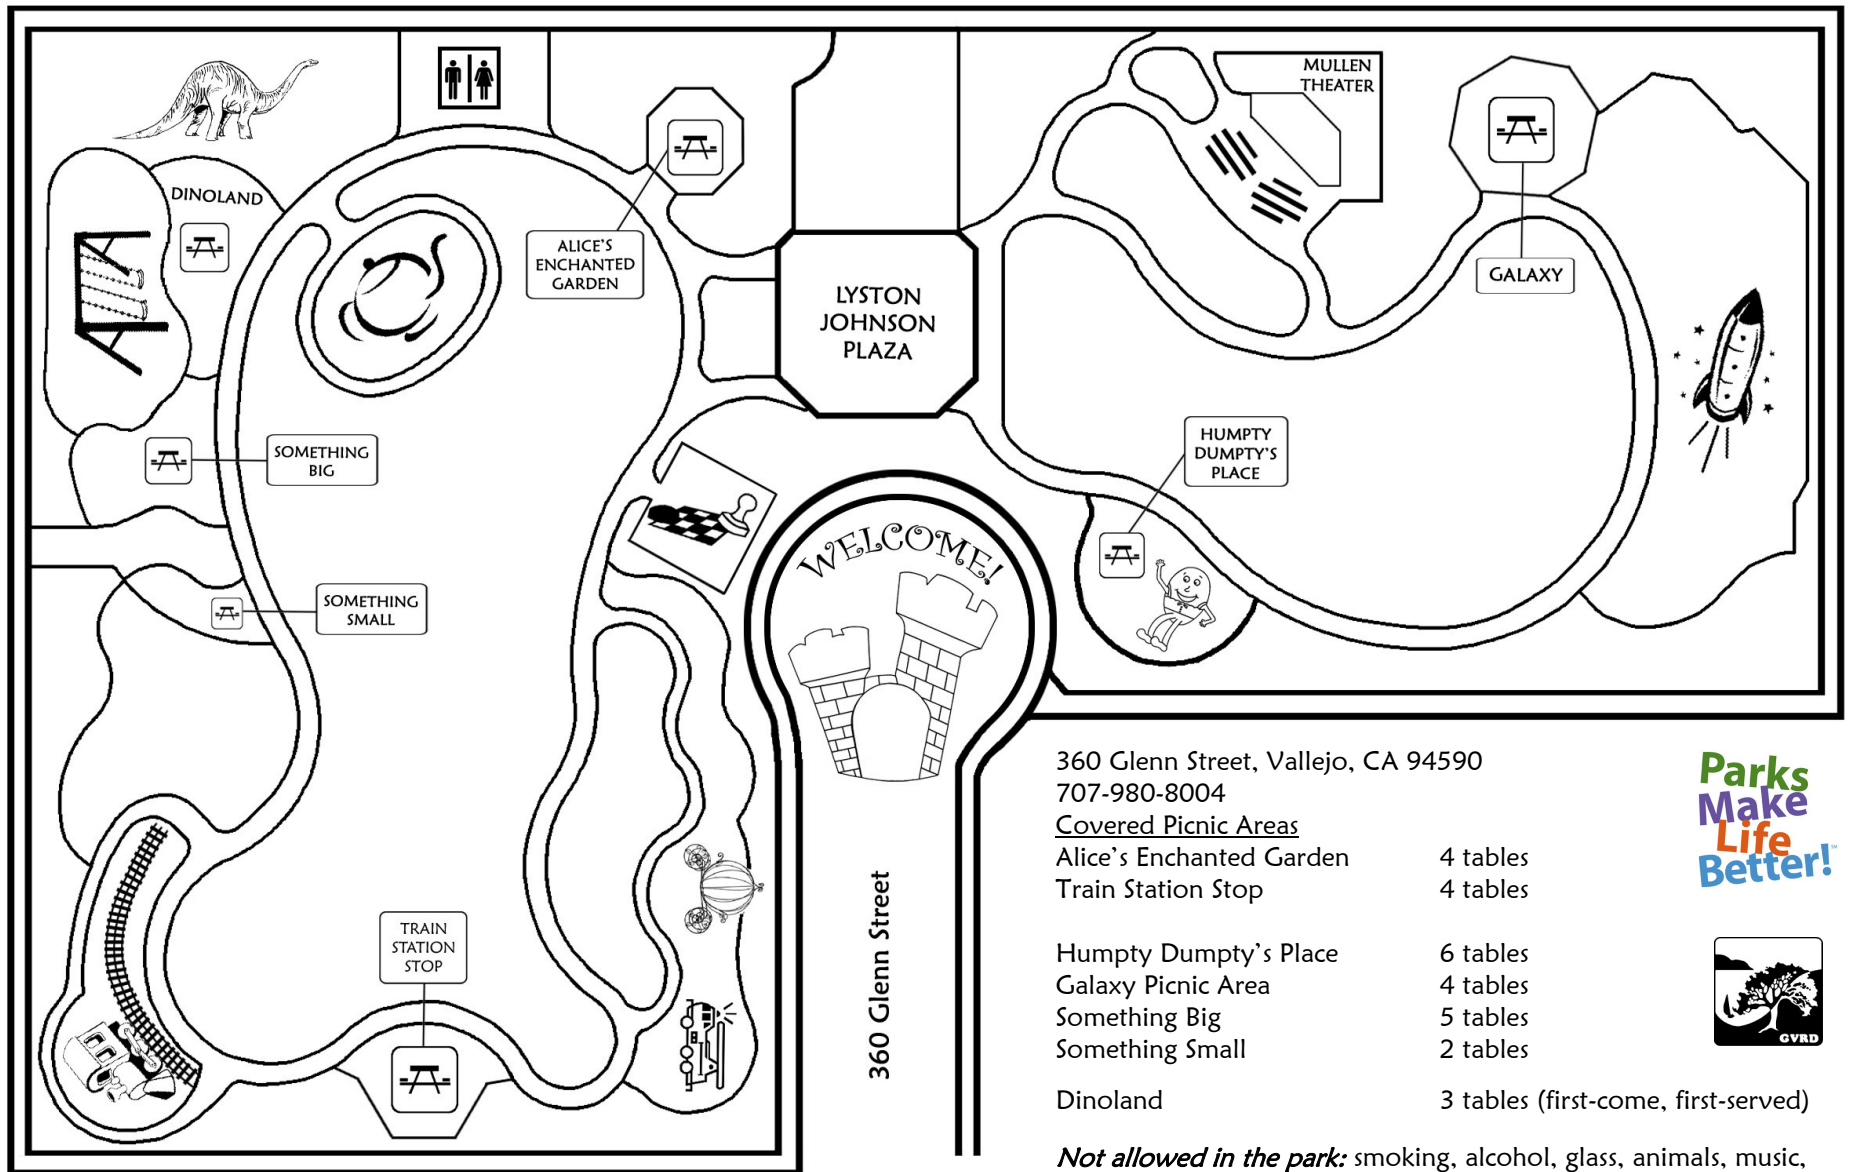 MULLEN
THEATER
DINOLAND
ALICE'S
ENCHANTED
GARDEN
GALAXY
LYSTON
JOHNSON
PLAZA
SOMETHING
BIG
HUMPTY
DUMPTY'S
PLACE
WELCOME!
SOMETHING
SMALL
TRAIN
STATION
STOP
360 Glenn Street
360 Glenn Street, Vallejo, CA 94590
707-980-8004
Covered Picnic Areas
Alice's Enchanted Garden 4 tables
Train Station Stop 4 tables
Humpty Dumpty's Place 6 tables
Galaxy Picnic Area 4 tables
Something Big 5 tables
Something Small 2 tables
Dinoland 3 tables (first-come, first-served)
Not allowed in the park: smoking, alcohol, glass, animals, music,
Parks
Make
Life
Better!
GVRD